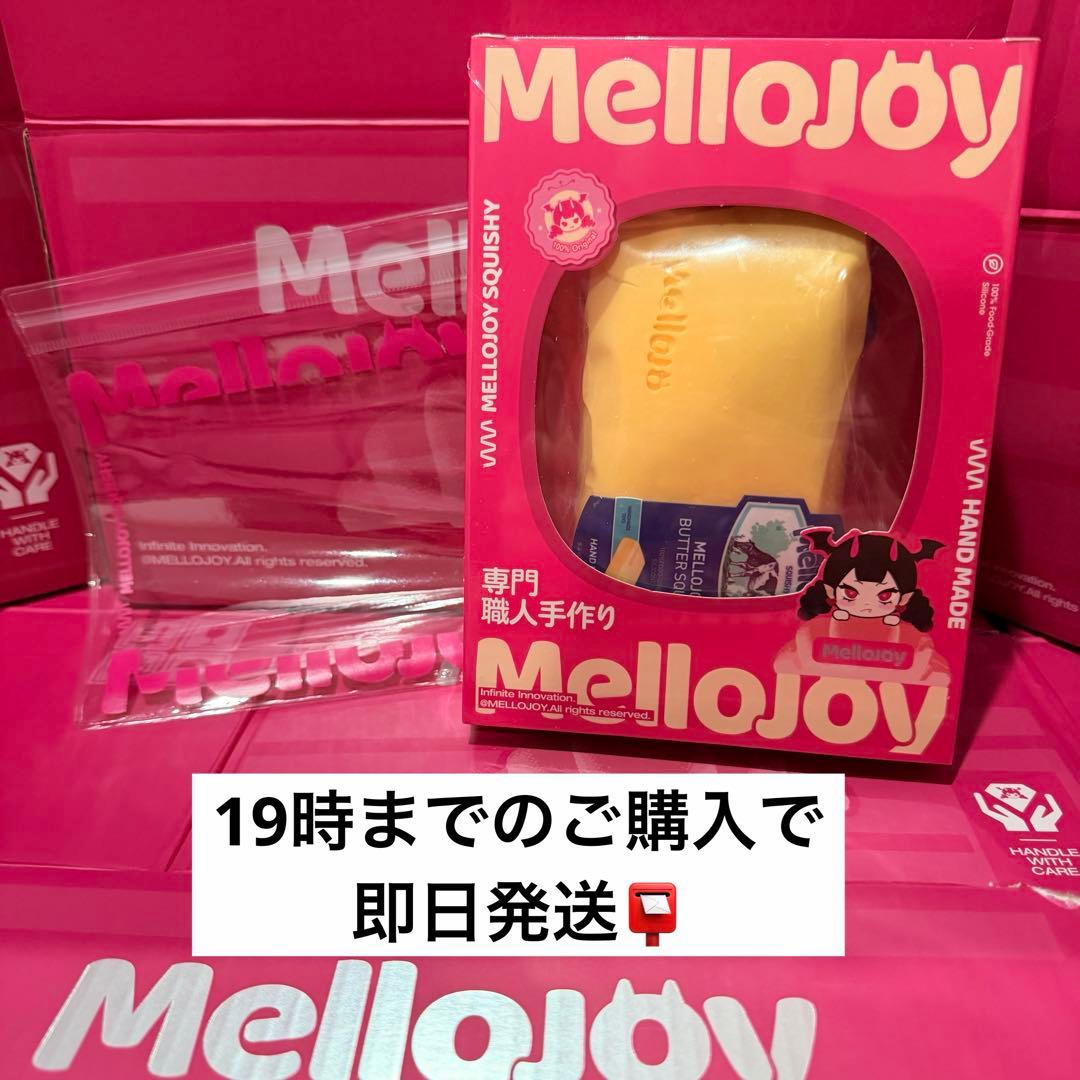 Mellojoy
MELLOJOY SQUISHY
100% Original
100% Food-Grade
Silicone
Mellojoy
HAND MADE
MELLOJOY
BUTTER
専門
職人手作り
Mellojoy
Mellojoy
Infinite Innovation.
@MELLOJOY.All rights reserved.
Mellojoy
Infinite Innovation.
@MELLOJOY.All rights reserved.
HANDLE
WITH
CARE
19時までのご購入で
即日発送
HANDLE
WITH
CARE
Mellojoy